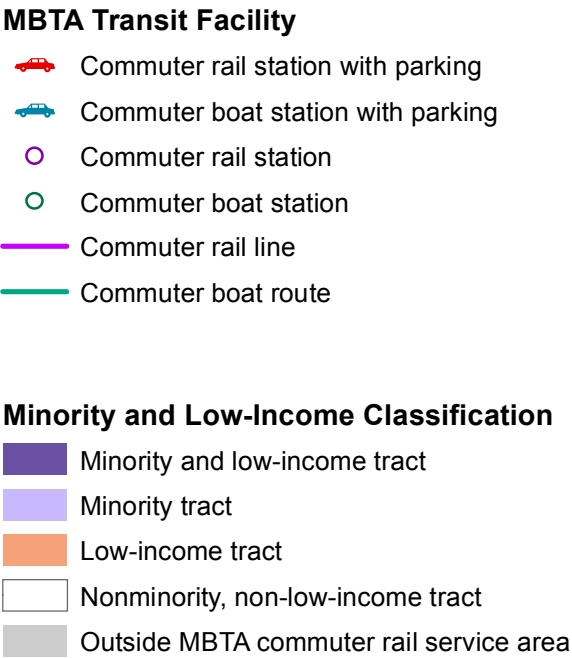 MBTA Transit Facility
Commuter rail station with parking
Commuter boat station with parking
Commuter rail station
Commuter boat station
Commuter rail line
Commuter boat route
Minority and Low-Income Classification
Minority and low-income tract
Minority tract
Low-income tract
Nonminority, non-low-income tract
Outside MBTA commuter rail service area